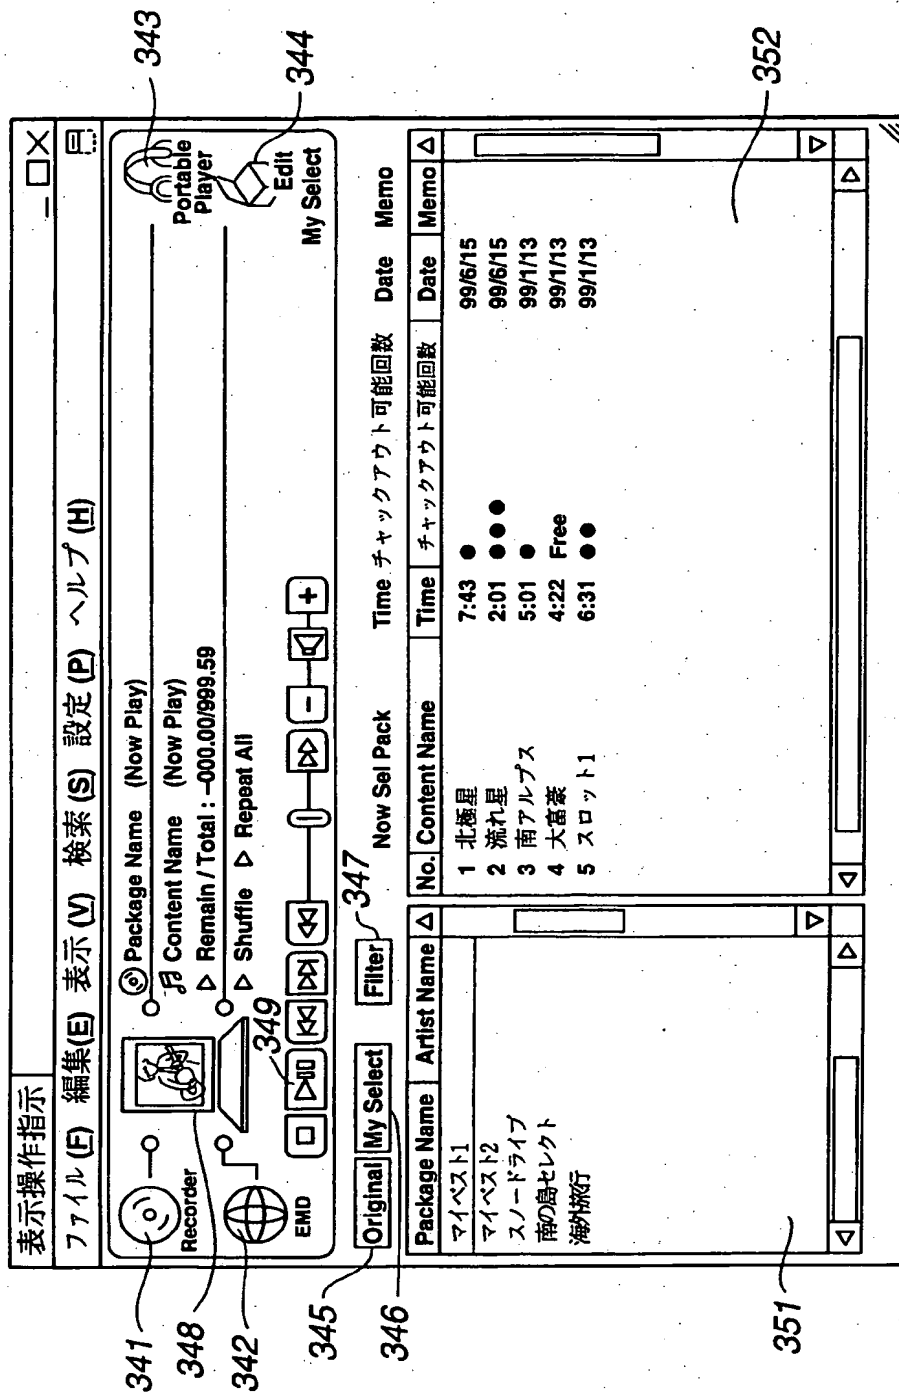 表示操作指示
ファイル (F) 編集(E) 表示 (V) 検索 (S) 設定 (P) ヘルプ (H)
341
348
342
343
344
Recorder
EMD
Package Name (Now Play)
Content Name (Now Play)
▷ Remain / Total : –000.00/999.59
▷ Shuffle ▷ Repeat All
Portable
Player
Edit
My Select
349
345
346
347
Original My Select Filter
Now Sel Pack Time チャックアウト可能回数 Date Memo
Package Name Artist Name
マイベスト1
マイベスト2
スノードライブ
南の島セレクト
海外旅行
No. Content Name Time チャックアウト可能回数 Date Memo
1 北極星 7:43 ● 99/6/15
2 流れ星 2:01 ●●● 99/6/15
3 南アルプス 5:01 ● 99/1/13
4 大富豪 4:22 Free 99/1/13
5 スロット1 6:31 ●● 99/1/13
351
352